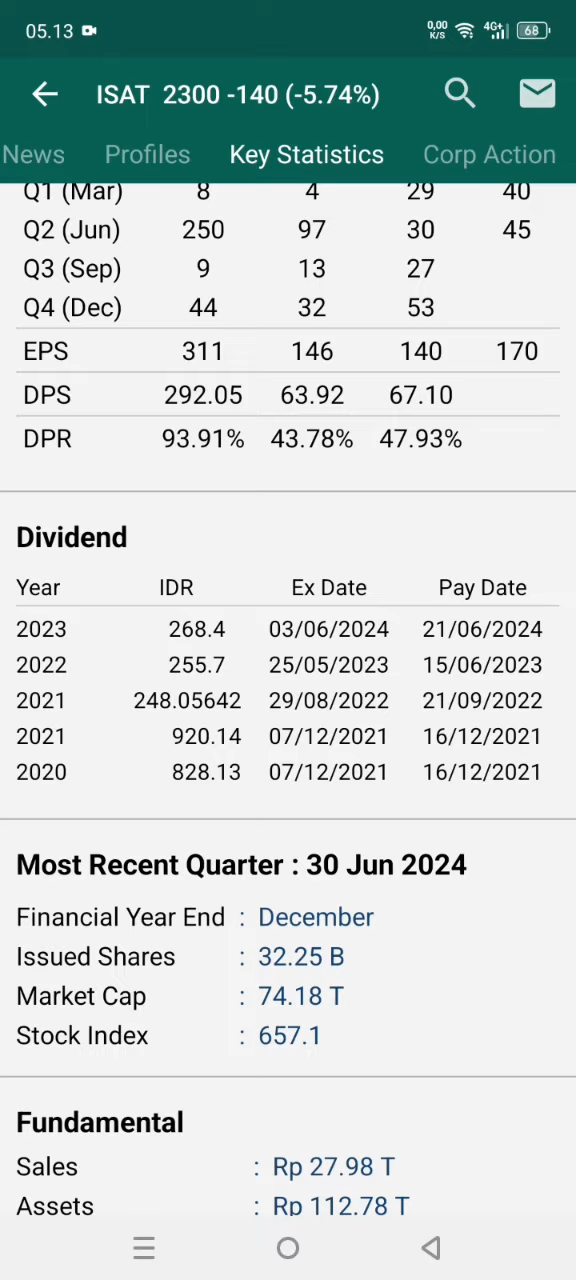 05.13 0,00 K/S 4G+ 68
ISAT 2300 -140 (-5.74%)
News Profiles Key Statistics Corp Action
Q1 (Mar) 8 4 29 40
Q2 (Jun) 250 97 30 45
Q3 (Sep) 9 13 27
Q4 (Dec) 44 32 53
EPS 311 146 140 170
DPS 292.05 63.92 67.10
DPR 93.91% 43.78% 47.93%
Dividend
Year IDR Ex Date Pay Date
2023 268.4 03/06/2024 21/06/2024
2022 255.7 25/05/2023 15/06/2023
2021 248.05642 29/08/2022 21/09/2022
2021 920.14 07/12/2021 16/12/2021
2020 828.13 07/12/2021 16/12/2021
Most Recent Quarter : 30 Jun 2024
Financial Year End : December
Issued Shares : 32.25 B
Market Cap : 74.18 T
Stock Index : 657.1
Fundamental
Sales : Rp 27.98 T
Assets : Rp 112.78 T